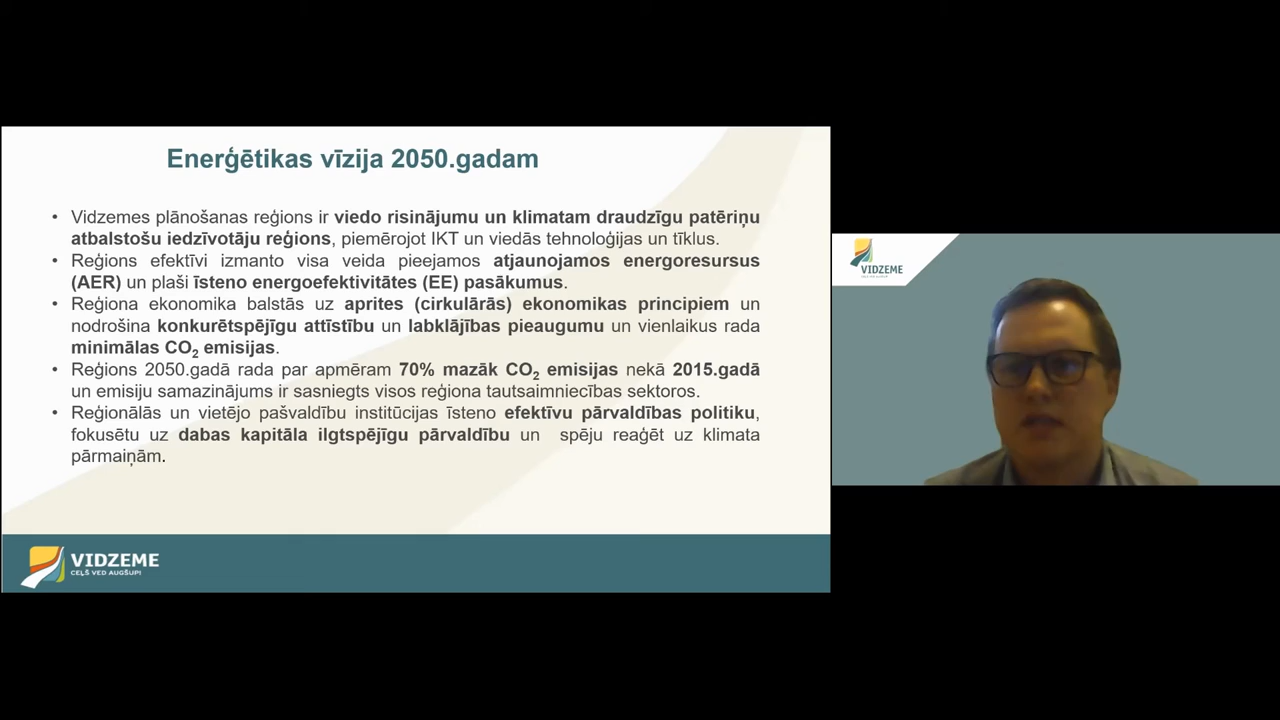 Enerģētikas vīzija 2050.gadam
• Vidzemes plānošanas reģions ir viedo risinājumu un klimatam draudzīgu patēriņu
atbalstošu iedzīvotāju reģions, piemērojot IKT un viedās tehnoloģijas un tīklus.
• Reģions efektīvi izmanto visa veida pieejamos atjaunojamos energoresursus
(AER) un plaši īsteno energoefektivitātes (EE) pasākumus.
• Reģiona ekonomika balstās uz aprites (cirkulārās) ekonomikas principiem un
nodrošina konkurētspējīgu attīstību un labklājības pieaugumu un vienlaikus rada
minimālas CO2 emisijas.
• Reģions 2050.gadā rada par apmēram 70% mazāk CO2 emisijas nekā 2015.gadā
un emisiju samazinājums ir sasniegts visos reģiona tautsaimniecības sektoros.
• Reģionālās un vietējo pašvaldību institūcijas īsteno efektīvu pārvaldības politiku,
fokusētu uz dabas kapitāla ilgtspējīgu pārvaldību un spēju reaģēt uz klimata
pārmaiņām.
VIDZEME
CEĻŠ VED AUGŠUP!
VIDZEME